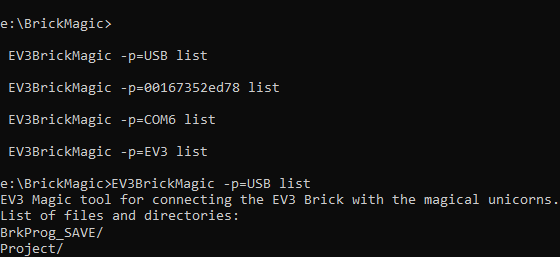 e:\BrickMagic>
EV3BrickMagic -p=USB list
EV3BrickMagic -p=00167352ed78 list
EV3BrickMagic -p=COM6 list
EV3BrickMagic -p=EV3 list
e:\BrickMagic>EV3BrickMagic -p=USB list
EV3 Magic tool for connecting the EV3 Brick with the magical unicorns.
List of files and directories:
BrkProg_SAVE/
Project/